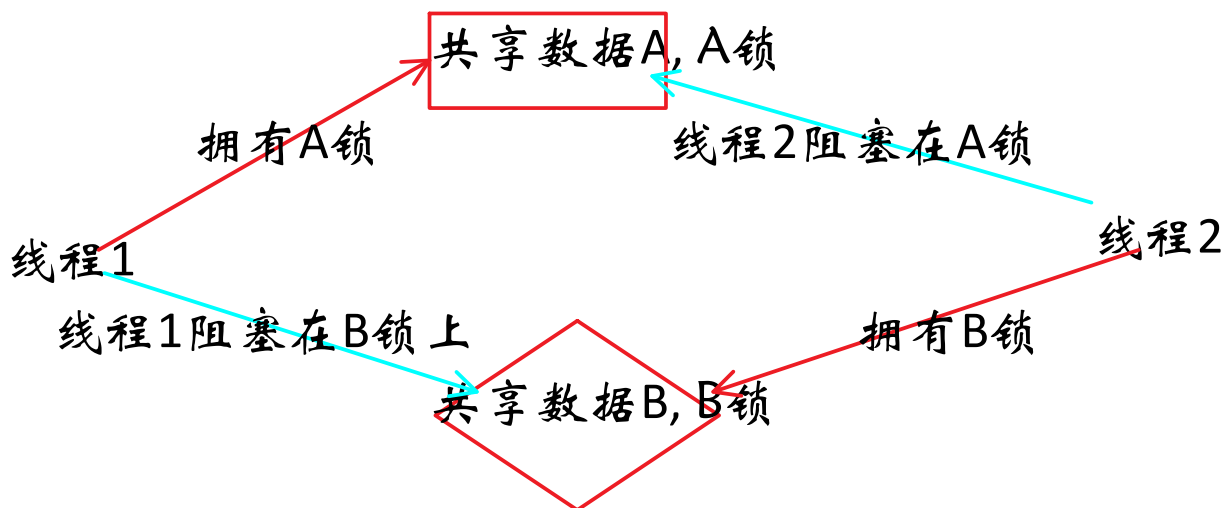 共享数据A, A锁
拥有A锁
线程2阻塞在A锁
线程1
线程2
线程1阻塞在B锁上
拥有B锁
共享数据B, B锁